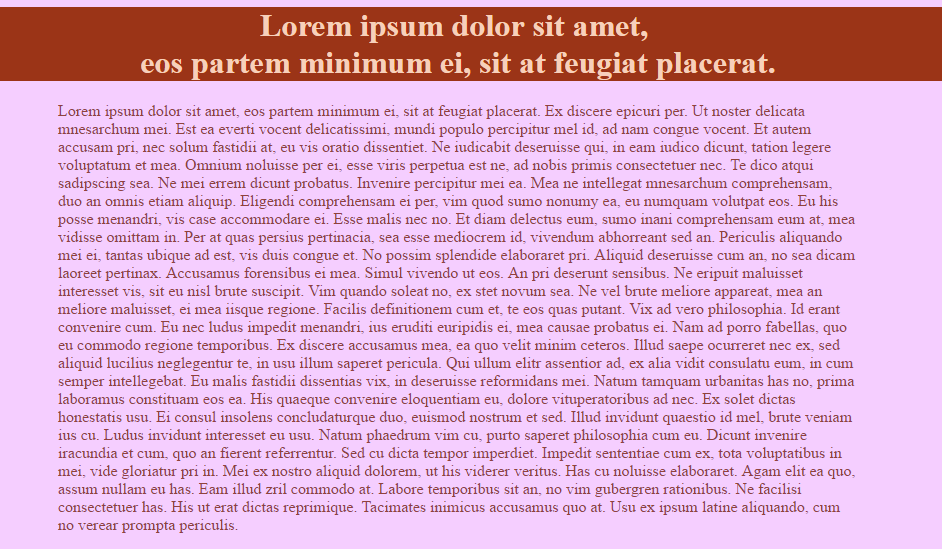 Lorem ipsum dolor sit amet,
eos partem minimum ei, sit at feugiat placerat.
Lorem ipsum dolor sit amet, eos partem minimum ei, sit at feugiat placerat. Ex discere epicuri per. Ut noster delicata
mnesarchum mei. Est ea everti vocent delicatissimi, mundi populo percipitur mel id, ad nam congue vocent. Et autem
accusam pri, nec solum fastidii at, eu vis oratio dissentiet. Ne iudicabit deseruisse qui, in eam iudico dicunt, tation legere
voluptatum et mea. Omnium noluisse per ei, esse viris perpetua est ne, ad nobis primis consectetuer nec. Te dico atqui
sadipscing sea. Ne mei errem dicunt probatus. Invenire percipitur mei ea. Mea ne intellegat mnesarchum comprehensam,
duo an omnis etiam aliquip. Eligendi comprehensam ei per, vim quod sumo nonumy ea, eu numquam volutpat eos. Eu his
posse menandri, vis case accommodare ei. Esse malis nec no. Et diam delectus eum, sumo inani comprehensam eum at, mea
vidisse omittam in. Per at quas persius pertinacia, sea esse mediocrem id, vivendum abhorreant sed an. Periculis aliquando
mei ei, tantas ubique ad est, vis duis congue et. No possim splendide elaboraret pri. Aliquid deseruisse cum an, no sea dicam
laoreet pertinax. Accusamus forensibus ei mea. Simul vivendo ut eos. An pri deserunt sensibus. Ne eripuit maluisset
interesset vis, sit eu nisl brute suscipit. Vim quando soleat no, ex stet novum sea. Ne vel brute meliore appareat, mea an
meliore maluisset, ei mea iisque regione. Facilis definitionem cum et, te eos quas putant. Vix ad vero philosophia. Id erant
convenire cum. Eu nec ludus impedit menandri, ius eruditi euripidis ei, mea causae probatus ei. Nam ad porro fabellas, quo
eu commodo regione temporibus. Ex discere accusamus mea, ea quo velit minim ceteros. Illud saepe ocurreret nec ex, sed
aliquid lucilius neglegentur te, in usu illum saperet pericula. Qui ullum elitr assentior ad, ex alia vidit consulatu eum, in cum
semper intellegebat. Eu malis fastidii dissentias vix, in deseruisse reformidans mei. Natum tamquam urbanitas has no, prima
laboramus constituam eos ea. His quaeque convenire eloquentiam eu, dolore vituperatoribus ad nec. Ex solet dictas
honestatis usu. Ei consul insolens concludaturque duo, euismod nostrum et sed. Illud invidunt quaestio id mel, brute veniam
ius cu. Ludus invidunt interesset eu usu. Natum phaedrum vim cu, purto saperet philosophia cum eu. Dicunt invenire
iracundia et cum, quo an fierent referrentur. Sed cu dicta tempor imperdiet. Impedit sententiae cum ex, tota voluptatibus in
mei, vide gloriatur pri in. Mei ex nostro aliquid dolorem, ut his viderer veritus. Has cu noluisse elaboraret. Agam elit ea quo,
assum nullam eu has. Eam illud zril commodo at. Labore temporibus sit an, no vim gubergren rationibus. Ne facilisi
consectetuer has. His ut erat dictas reprimique. Tacimates inimicus accusamus quo at. Usu ex ipsum latine aliquando, cum
no verear prompta periculis.